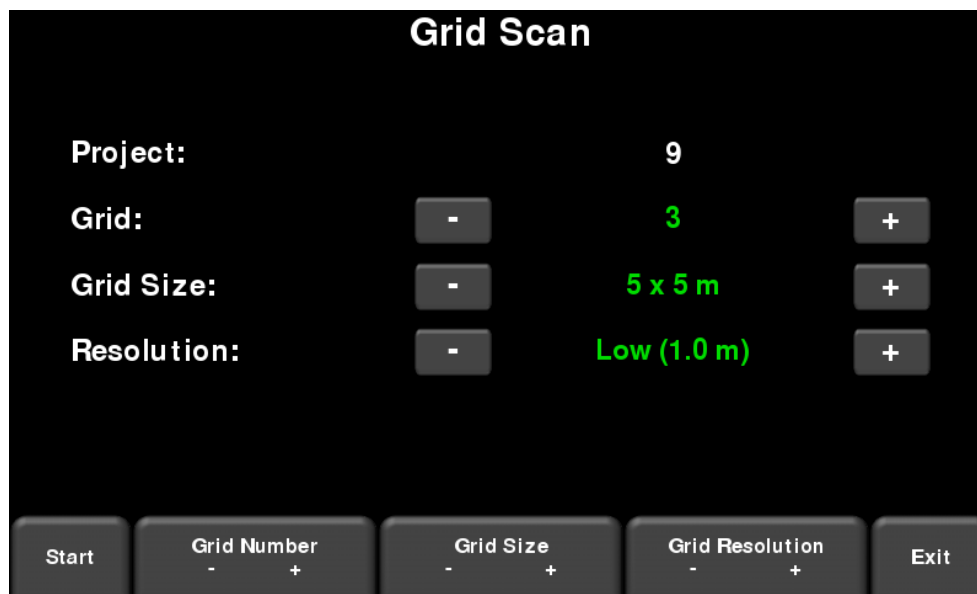 Grid Scan
Project: 9
Grid: - 3 +
Grid Size: - 5 x 5 m +
Resolution: - Low (1.0 m) +
Start Grid Number Grid Size Grid Resolution Exit
- + - + - +